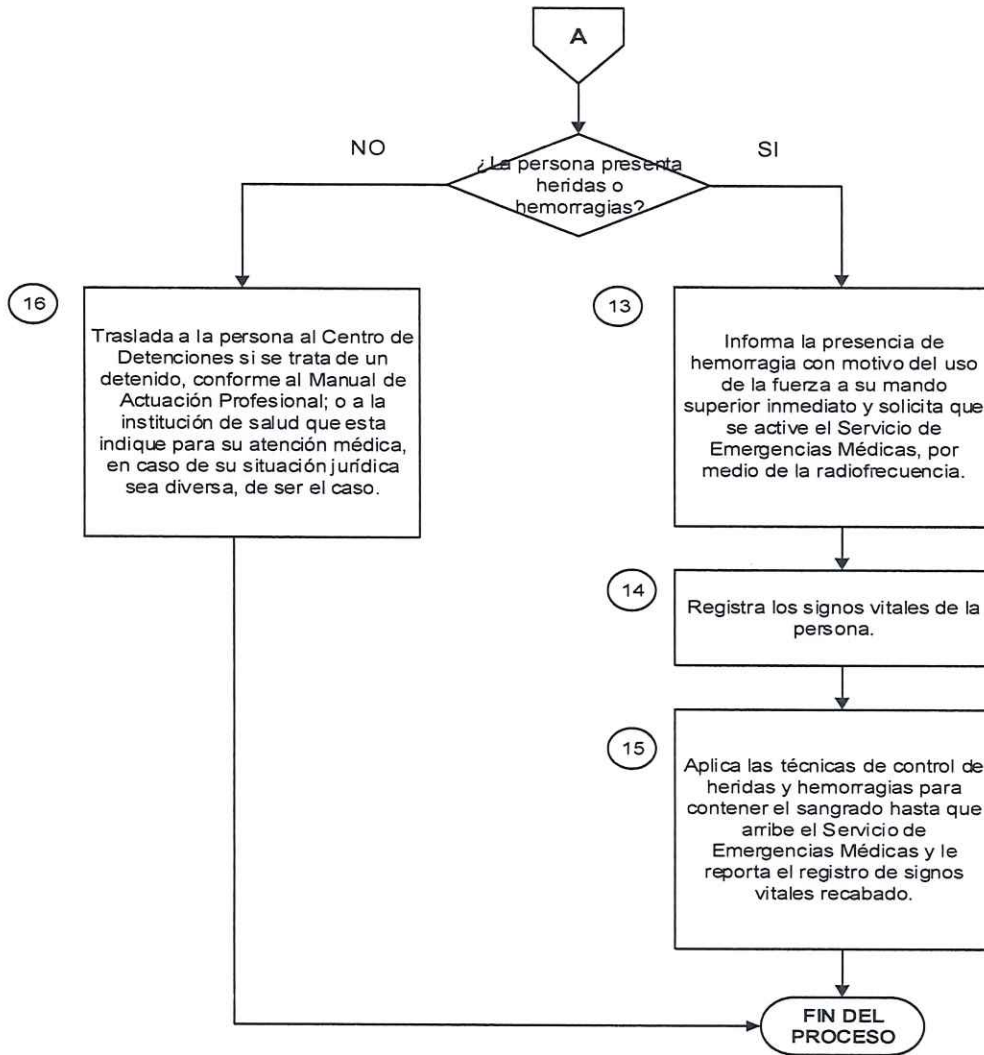 A
NO
SI
¿La persona presenta
heridas o
hemorragias?
16
Traslada a la persona al Centro de
Detenciones si se trata de un
detenido, conforme al Manual de
Actuación Profesional; o a la
institución de salud que esta
indique para su atención médica,
en caso de su situación jurídica
sea diversa, de ser el caso.
13
Informa la presencia de
hemorragia con motivo del uso
de la fuerza a su mando
superior inmediato y solicita que
se active el Servicio de
Emergencias Médicas, por
medio de la radiofrecuencia.
14
Registra los signos vitales de la
persona.
15
Aplica las técnicas de control de
heridas y hemorragias para
contener el sangrado hasta que
arribe el Servicio de
Emergencias Médicas y le
reporta el registro de signos
vitales recabado.
FIN DEL
PROCESO